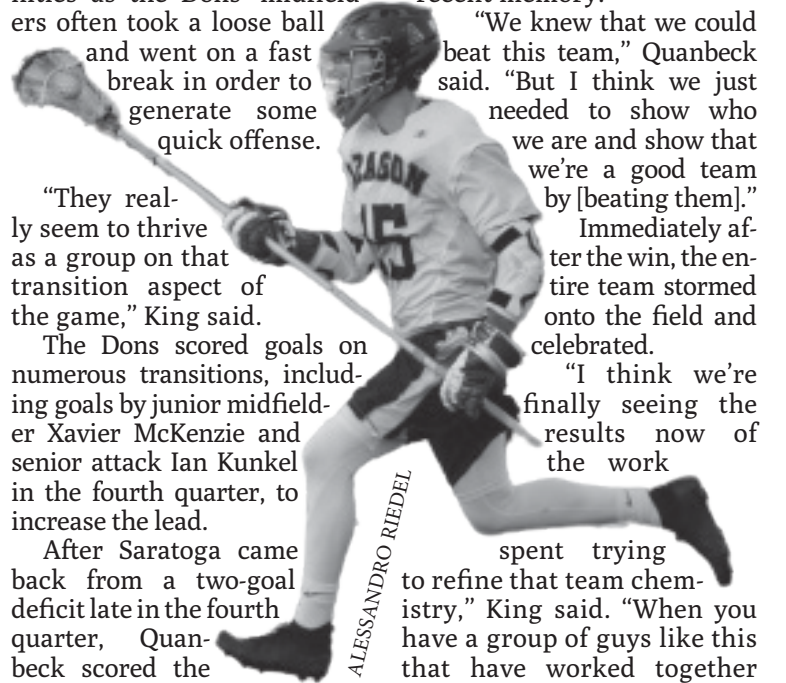 ers often took a loose ball
and went on a fast
break in order to
generate some
quick offense.
“They real-
ly seem to thrive
as a group on that
transition aspect of
the game,” King said.
The Dons scored goals on
numerous transitions, includ-
ing goals by junior midfield-
er Xavier McKenzie and
senior attack Ian Kunkel
in the fourth quarter, to
increase the lead.
After Saratoga came
back from a two-goal
deficit late in the fourth
quarter, Quan-
beck scored the
15
ALESSANDRO RIEDEL
“We knew that we could
beat this team,” Quanbeck
said. “But I think we just
needed to show who
we are and show that
we’re a good team
by [beating them].”
Immediately af-
ter the win, the en-
tire team stormed
onto the field and
celebrated.
“I think we’re
finally seeing the
results now of
the work
spent trying
to refine that team chem-
istry,” King said. “When you
have a group of guys like this
that have worked together